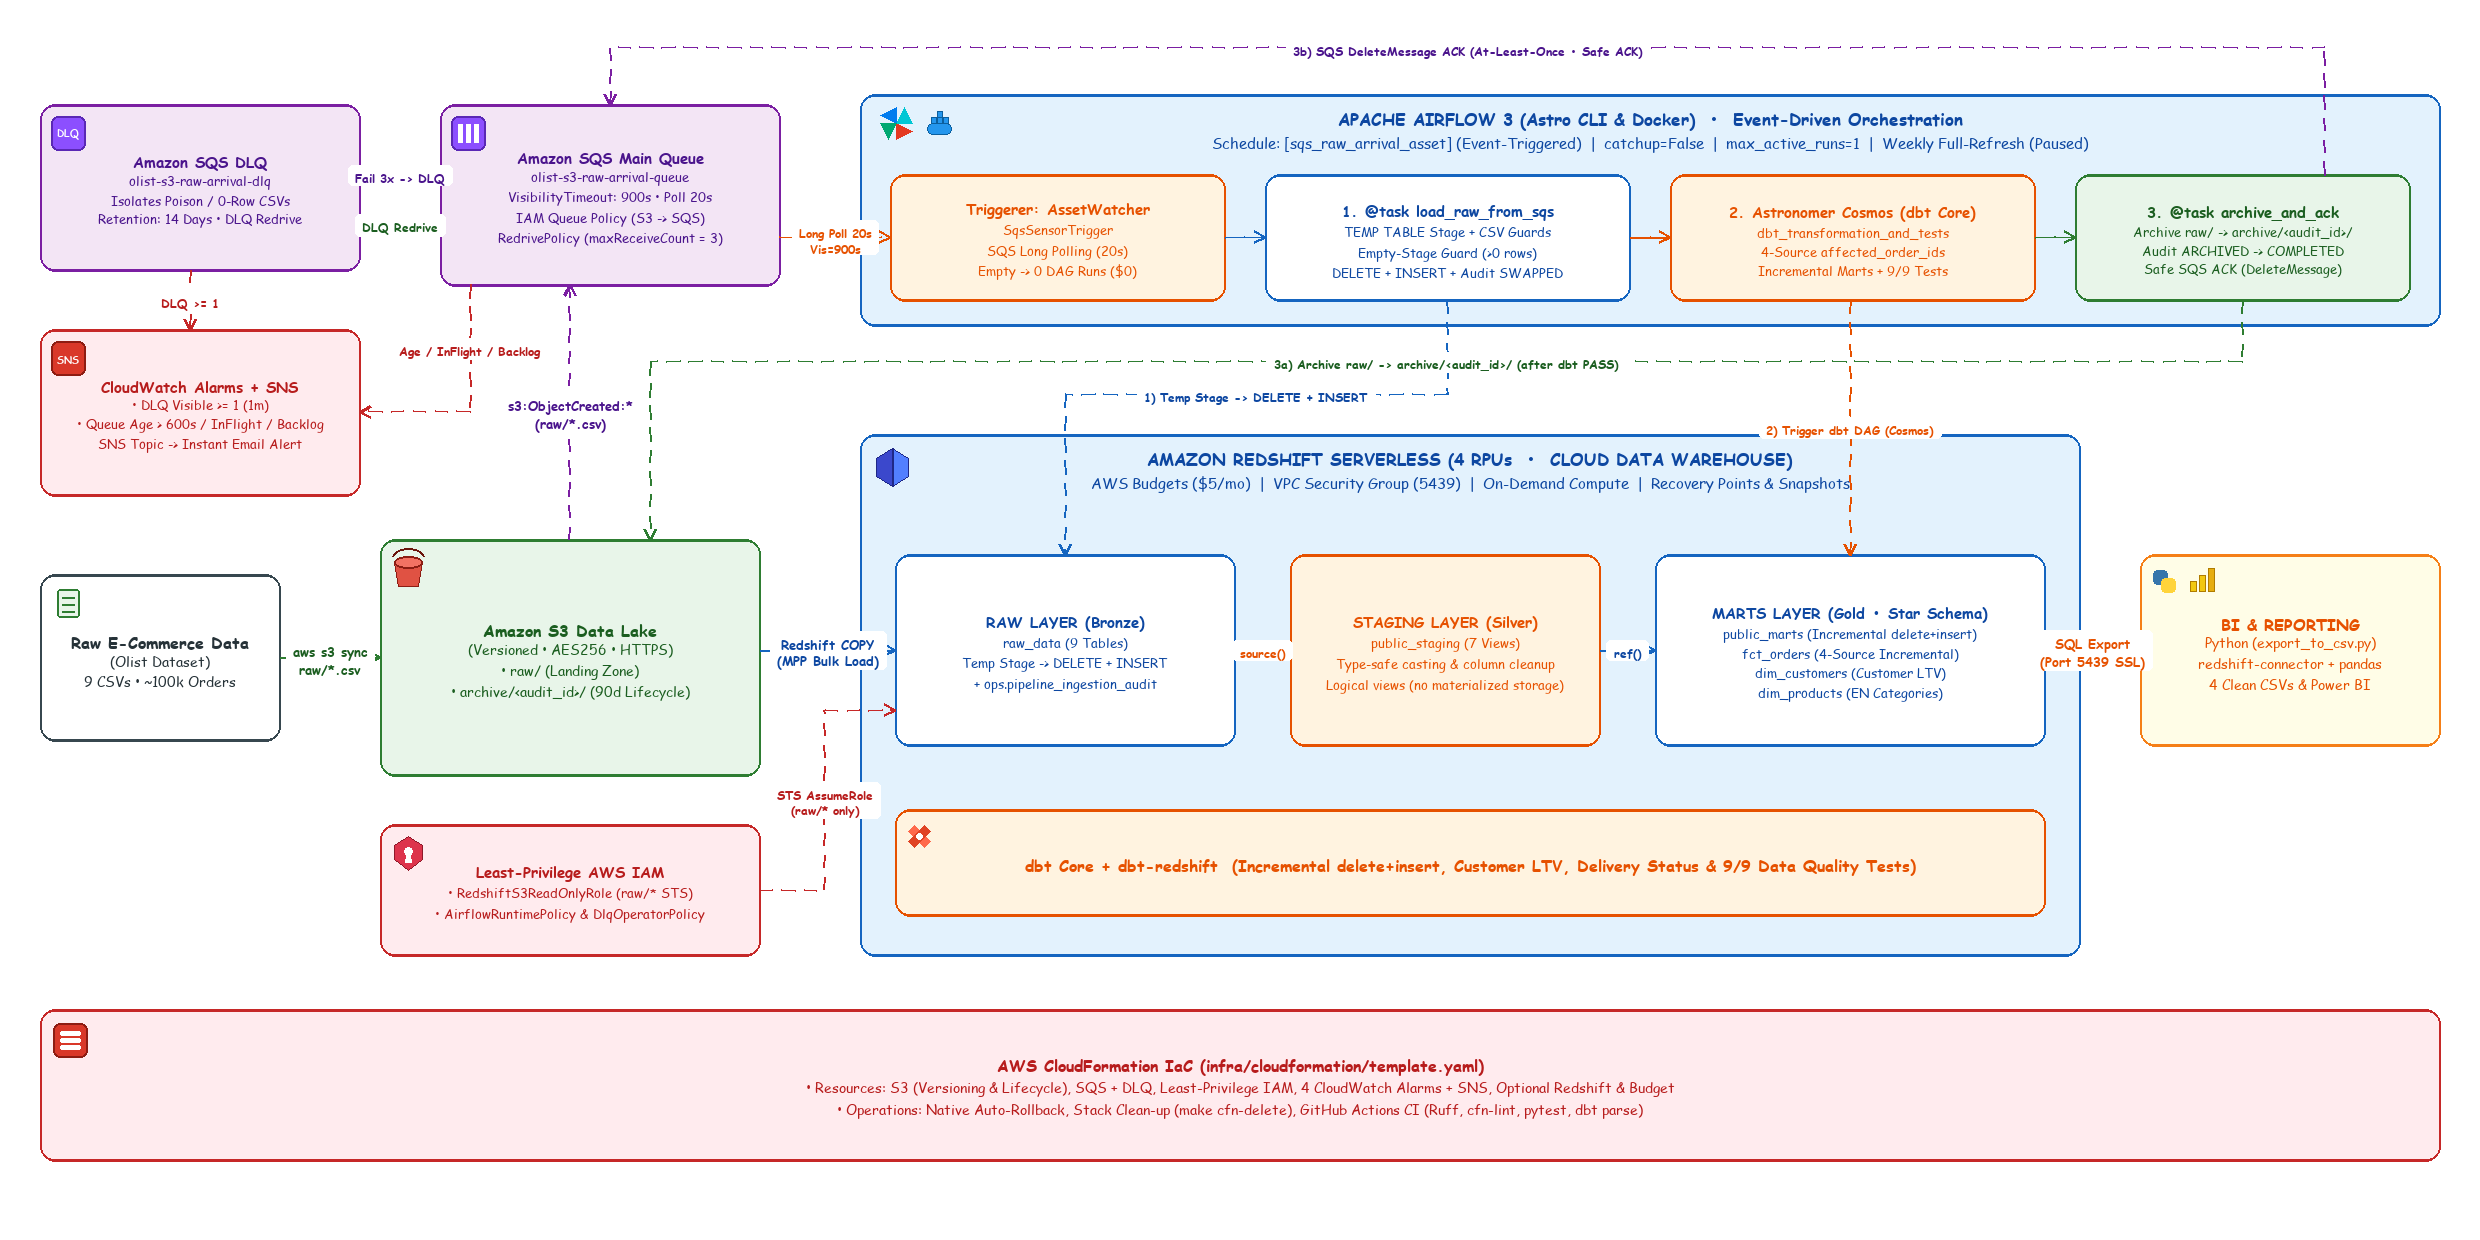 3b) SQS DeleteMessage ACK (At-Least-Once • Safe ACK)
DLQ
Amazon SQS DLQ
olist-s3-raw-arrival-dlq
Isolates Poison / 0-Row CSVs
Retention: 14 Days • DLQ Redrive
Fail 3x -> DLQ
DLQ Redrive
Amazon SQS Main Queue
olist-s3-raw-arrival-queue
VisibilityTimeout: 900s • Poll 20s
IAM Queue Policy (S3 -> SQS)
RedrivePolicy (maxReceiveCount = 3)
Long Poll 20s
Vis=900s
APACHE AIRFLOW 3 (Astro CLI & Docker) • Event-Driven Orchestration
Schedule: [sqs_raw_arrival_asset] (Event-Triggered) | catchup=False | max_active_runs=1 | Weekly Full-Refresh (Paused)
Triggerer: AssetWatcher
SqsSensorTrigger
SQS Long Polling (20s)
Empty -> 0 DAG Runs ($0)
1. @task load_raw_from_sqs
TEMP TABLE Stage + CSV Guards
Empty-Stage Guard (>0 rows)
DELETE + INSERT + Audit SWAPPED
2. Astronomer Cosmos (dbt Core)
dbt_transformation_and_tests
4-Source affected_order_ids
Incremental Marts + 9/9 Tests
3. @task archive_and_ack
Archive raw/ -> archive/<audit_id>/
Audit ARCHIVED -> COMPLETED
Safe SQS ACK (DeleteMessage)
DLQ >= 1
SNS
CloudWatch Alarms + SNS
• DLQ Visible >= 1 (1m)
• Queue Age > 600s / InFlight / Backlog
SNS Topic -> Instant Email Alert
Age / InFlight / Backlog
s3:ObjectCreated:*
(raw/*.csv)
3a) Archive raw/ -> archive/<audit_id>/ (after dbt PASS)
1) Temp Stage -> DELETE + INSERT
2) Trigger dbt DAG (Cosmos)
AMAZON REDSHIFT SERVERLESS (4 RPUs • CLOUD DATA WAREHOUSE)
AWS Budgets ($5/mo) | VPC Security Group (5439) | On-Demand Compute | Recovery Points & Snapshots
Raw E-Commerce Data
(Olist Dataset)
9 CSVs • ~100k Orders
aws s3 sync
raw/*.csv
Amazon S3 Data Lake
(Versioned • AES256 • HTTPS)
• raw/ (Landing Zone)
• archive/<audit_id>/ (90d Lifecycle)
Redshift COPY
(MPP Bulk Load)
RAW LAYER (Bronze)
raw_data (9 Tables)
Temp Stage -> DELETE + INSERT
+ ops.pipeline_ingestion_audit
source()
STAGING LAYER (Silver)
public_staging (7 Views)
Type-safe casting & column cleanup
Logical views (no materialized storage)
ref()
MARTS LAYER (Gold • Star Schema)
public_marts (Incremental delete+insert)
fct_orders (4-Source Incremental)
dim_customers (Customer LTV)
dim_products (EN Categories)
SQL Export
(Port 5439 SSL)
BI & REPORTING
Python (export_to_csv.py)
redshift-connector + pandas
4 Clean CSVs & Power BI
STS AssumeRole
(raw/* only)
Least-Privilege AWS IAM
• RedshiftS3ReadOnlyRole (raw/* STS)
• AirflowRuntimePolicy & DlqOperatorPolicy
dbt Core + dbt-redshift (Incremental delete+insert, Customer LTV, Delivery Status & 9/9 Data Quality Tests)
AWS CloudFormation IaC (infra/cloudformation/template.yaml)
• Resources: S3 (Versioning & Lifecycle), SQS + DLQ, Least-Privilege IAM, 4 CloudWatch Alarms + SNS, Optional Redshift & Budget
• Operations: Native Auto-Rollback, Stack Clean-up (make cfn-delete), GitHub Actions CI (Ruff, cfn-lint, pytest, dbt parse)